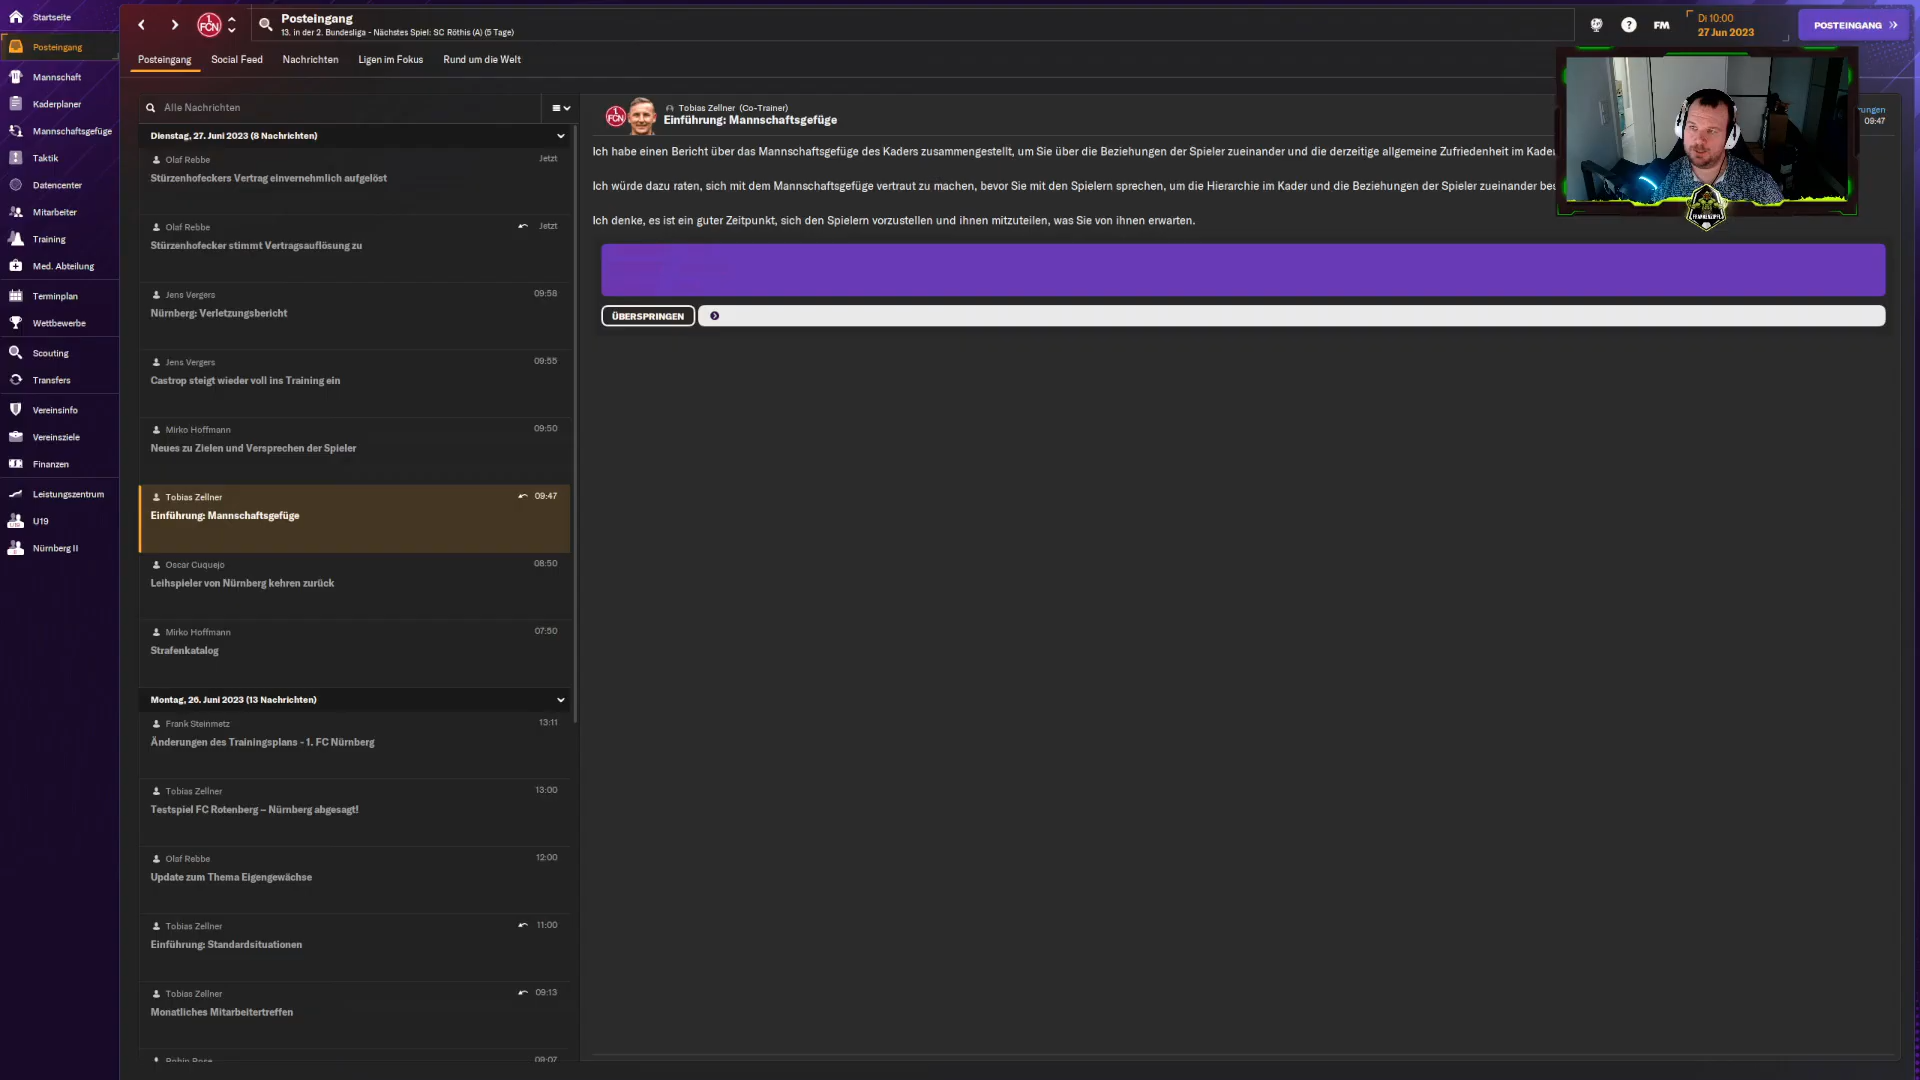 Startseite
Posteingang
Mannschaft
Kaderplaner
Mannschaftsgefüge
Taktik
Datencenter
Mitarbeiter
Training
Med. Abteilung
Terminplan
Wettbewerbe
Scouting
Transfers
Vereinsinfo
Vereinsziele
Finanzen
Leistungszentrum
U19
Nürnberg II
Posteingang
13. in der 2. Bundesliga - Nächstes Spiel: SC Röthis (A) (5 Tage)
FM
Di 10:00
27 Jun 2023
POSTEINGANG
Posteingang
Social Feed
Nachrichten
Ligen im Fokus
Rund um die Welt
Alle Nachrichten
Dienstag, 27. Juni 2023 (8 Nachrichten)
Olaf Rebbe Jetzt
Stürzenhofeckers Vertrag einvernehmlich aufgelöst
Olaf Rebbe Jetzt
Stürzenhofecker stimmt Vertragsauflösung zu
Jens Vergers 09:58
Nürnberg: Verletzungsbericht
Jens Vergers 09:55
Castrop steigt wieder voll ins Training ein
Mirko Hoffmann 09:50
Neues zu Zielen und Versprechen der Spieler
Tobias Zellner 09:47
Einführung: Mannschaftsgefüge
Oscar Cuquejo 08:50
Leihspieler von Nürnberg kehren zurück
Mirko Hoffmann 07:50
Strafenkatalog
Montag, 26. Juni 2023 (13 Nachrichten)
Frank Steinmetz 13:11
Änderungen des Trainingsplans - 1. FC Nürnberg
Tobias Zellner 13:00
Testspiel FC Rotenberg – Nürnberg abgesagt!
Olaf Rebbe 12:00
Update zum Thema Eigengewächse
Tobias Zellner 11:00
Einführung: Standardsituationen
Tobias Zellner 09:13
Monatliches Mitarbeitertreffen
Tobias Zellner (Co-Trainer)
Einführung: Mannschaftsgefüge
09:47
Ich habe einen Bericht über das Mannschaftsgefüge des Kaders zusammengestellt, um Sie über die Beziehungen der Spieler zueinander und die derzeitige allgemeine Zufriedenheit im Kader
Ich würde dazu raten, sich mit dem Mannschaftsgefüge vertraut zu machen, bevor Sie mit den Spielern sprechen, um die Hierarchie im Kader und die Beziehungen der Spieler zueinander
Ich denke, es ist ein guter Zeitpunkt, sich den Spielern vorzustellen und ihnen mitzuteilen, was Sie von ihnen erwarten.
ÜBERSPRINGEN